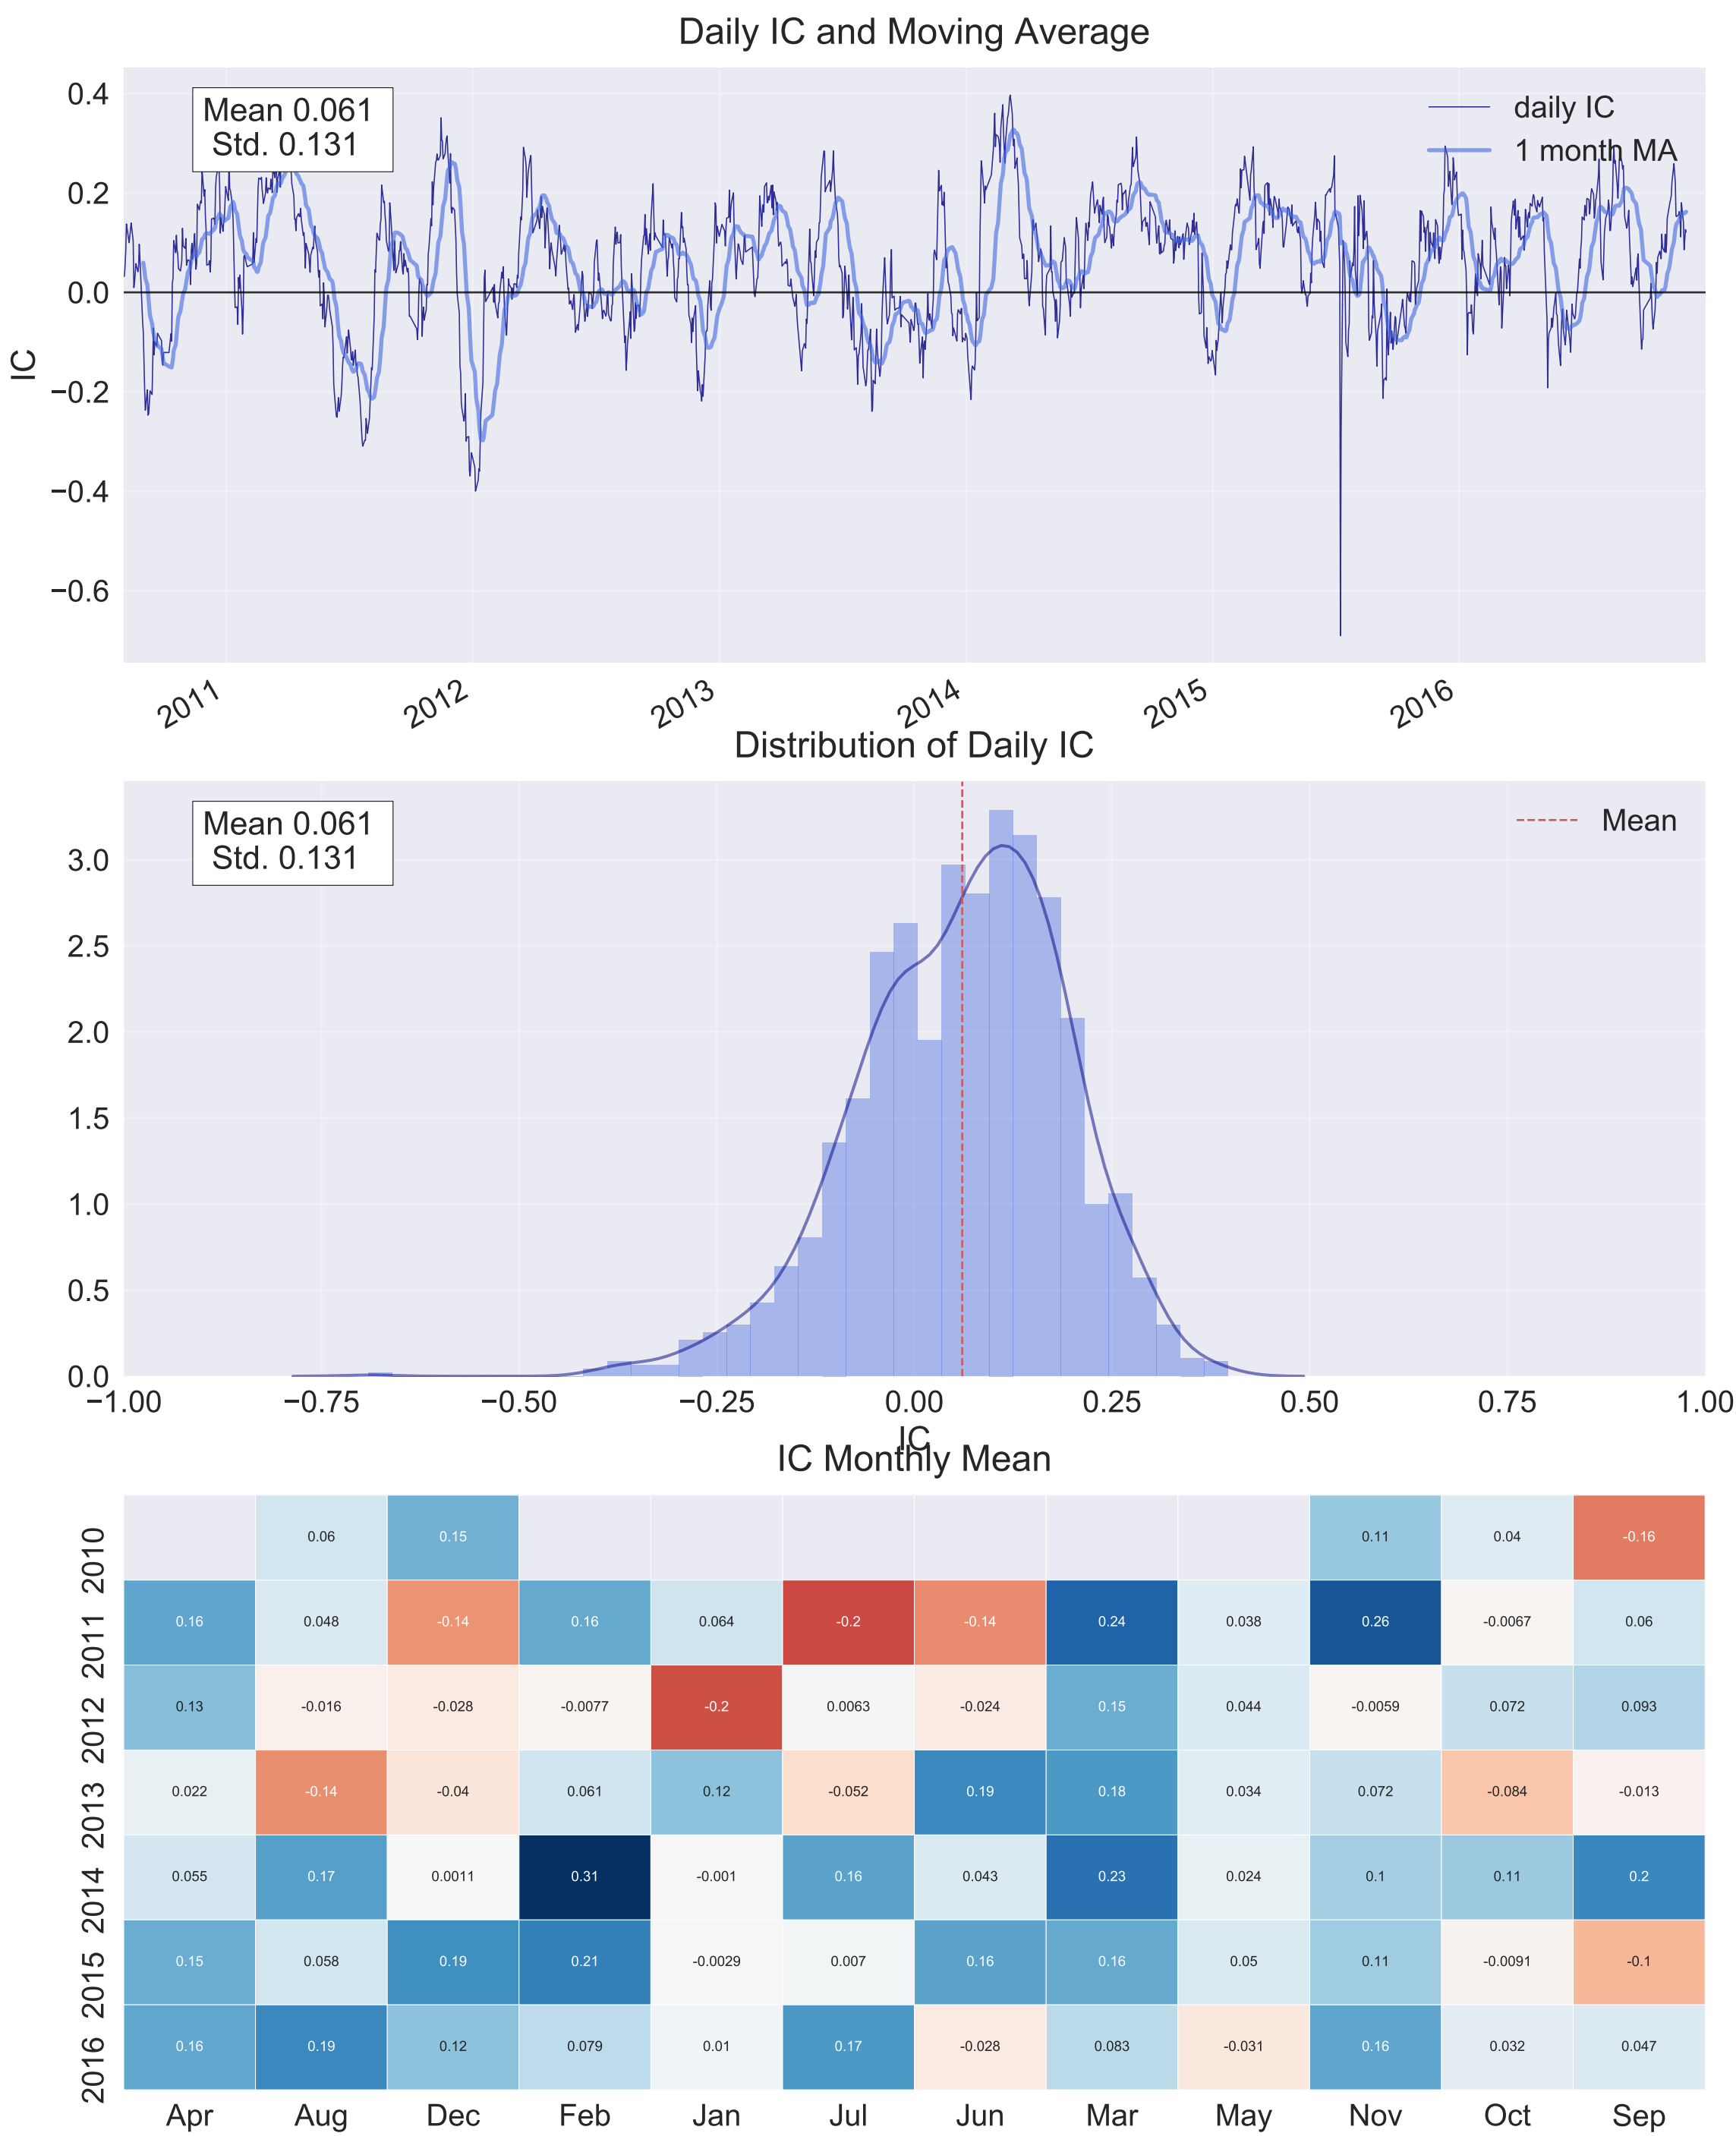 Daily IC and Moving Average
0.4
0.2
0.0
−0.2
−0.4
−0.6
IC
Mean 0.061
Std. 0.131
daily IC
1 month MA
2011 2012 2013 2014 2015 2016
Distribution of Daily IC
3.0
2.5
2.0
1.5
1.0
0.5
0.0
Mean 0.061
Std. 0.131
Mean
−1.00 −0.75 −0.50 −0.25 0.00 0.25 0.50 0.75 1.00
IC
IC Monthly Mean
2010 0.06 0.15 0.11 0.04 -0.16
2011 0.16 0.048 -0.14 0.16 0.064 -0.2 -0.14 0.24 0.038 0.26 -0.0067 0.06
2012 0.13 -0.016 -0.028 -0.0077 -0.2 0.0063 -0.024 0.15 0.044 -0.0059 0.072 0.093
2013 0.022 -0.14 -0.04 0.061 0.12 -0.052 0.19 0.18 0.034 0.072 -0.084 -0.013
2014 0.055 0.17 0.0011 0.31 -0.001 0.16 0.043 0.23 0.024 0.1 0.11 0.2
2015 0.15 0.058 0.19 0.21 -0.0029 0.007 0.16 0.16 0.05 0.11 -0.0091 -0.1
2016 0.16 0.19 0.12 0.079 0.01 0.17 -0.028 0.083 -0.031 0.16 0.032 0.047
Apr Aug Dec Feb Jan Jul Jun Mar May Nov Oct Sep